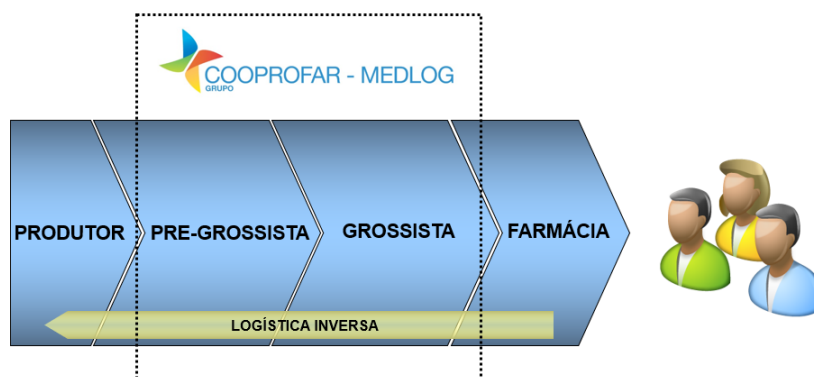 COOPROFAR - MEDLOG
GRUPO
PRODUTOR
PRE-GROSSISTA
GROSSISTA
FARMÁCIA
LOGÍSTICA INVERSA